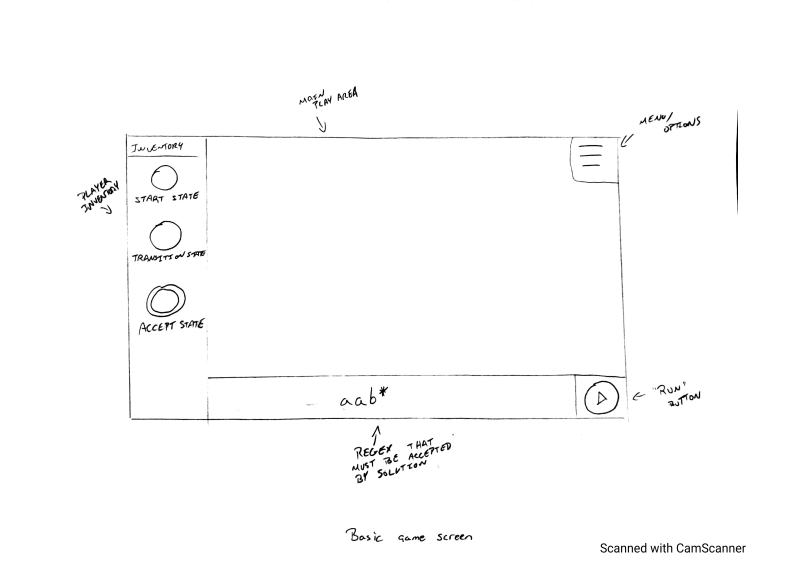 MAIN
PLAY AREA
MENU/
OPTIONS
INVENTORY
PLAYER
INVENTORY
START STATE
TRANSITION STATE
ACCEPT STATE
aab*
"RUN"
BUTTON
REGEX THAT
MUST BE ACCEPTED
BY SOLUTION
Basic game screen
Scanned with CamScanner